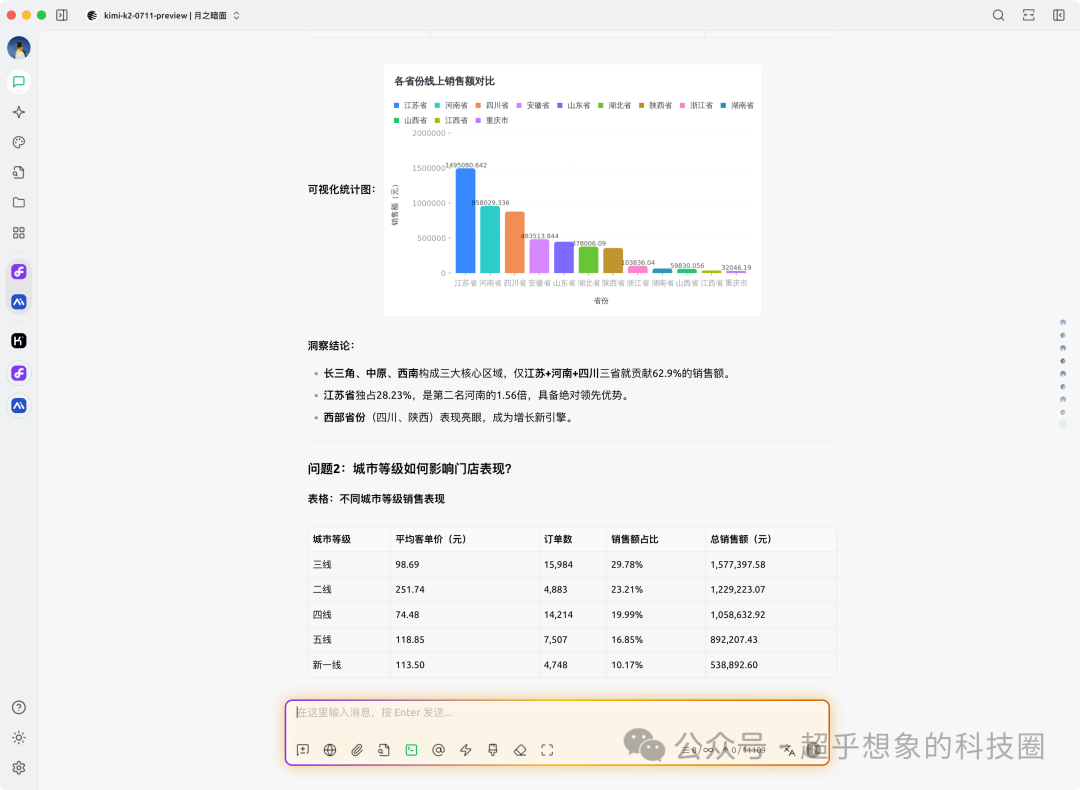 kimi-k2-0711-preview | 月之暗面
各省份线上销售额对比
江苏省 河南省 四川省 安徽省 山东省 湖北省 陕西省 浙江省 湖南省
山西省 江西省 重庆市
2000000
1500000
1000000
500000
0
销售额（元）
1495080.642
958029.336
483513.844
378006.09
103836.04
59830.056
32046.19
江苏省 河南省 四川省 安徽省 山东省 湖北省 陕西省 浙江省 湖南省 山西省 江西省 重庆市
省份
可视化统计图：
洞察结论：
长三角、中原、西南构成三大核心区域，仅江苏+河南+四川三省就贡献62.9%的销售额。
江苏省独占28.23%，是第二名河南的1.56倍，具备绝对领先优势。
西部省份（四川、陕西）表现亮眼，成为增长新引擎。
问题2：城市等级如何影响门店表现?
表格：不同城市等级销售表现
城市等级 平均客单价（元） 订单数 销售额占比 总销售额（元）
三线 98.69 15,984 29.78% 1,577,397.58
二线 251.74 4,883 23.21% 1,229,223.07
四线 74.48 14,214 19.99% 1,058,632.92
五线 118.85 7,507 16.85% 892,207.43
新一线 113.50 4,748 10.17% 538,892.60
在这里输入消息，按 Enter 发送...
公众号 超乎想象的科技圈